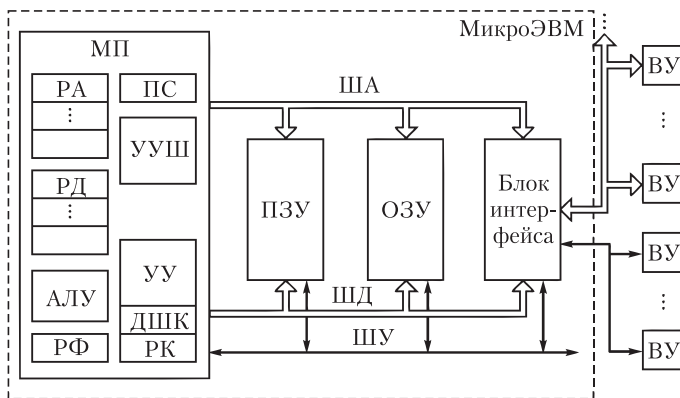 МикроЭВМ
МП
РА
ПС
УУШ
РД
УУ
АЛУ
ДШК
РФ
РК
ША
ПЗУ
ОЗУ
Блок
интер-
фейса
ШД
ШУ
ВУ
ВУ
ВУ
ВУ